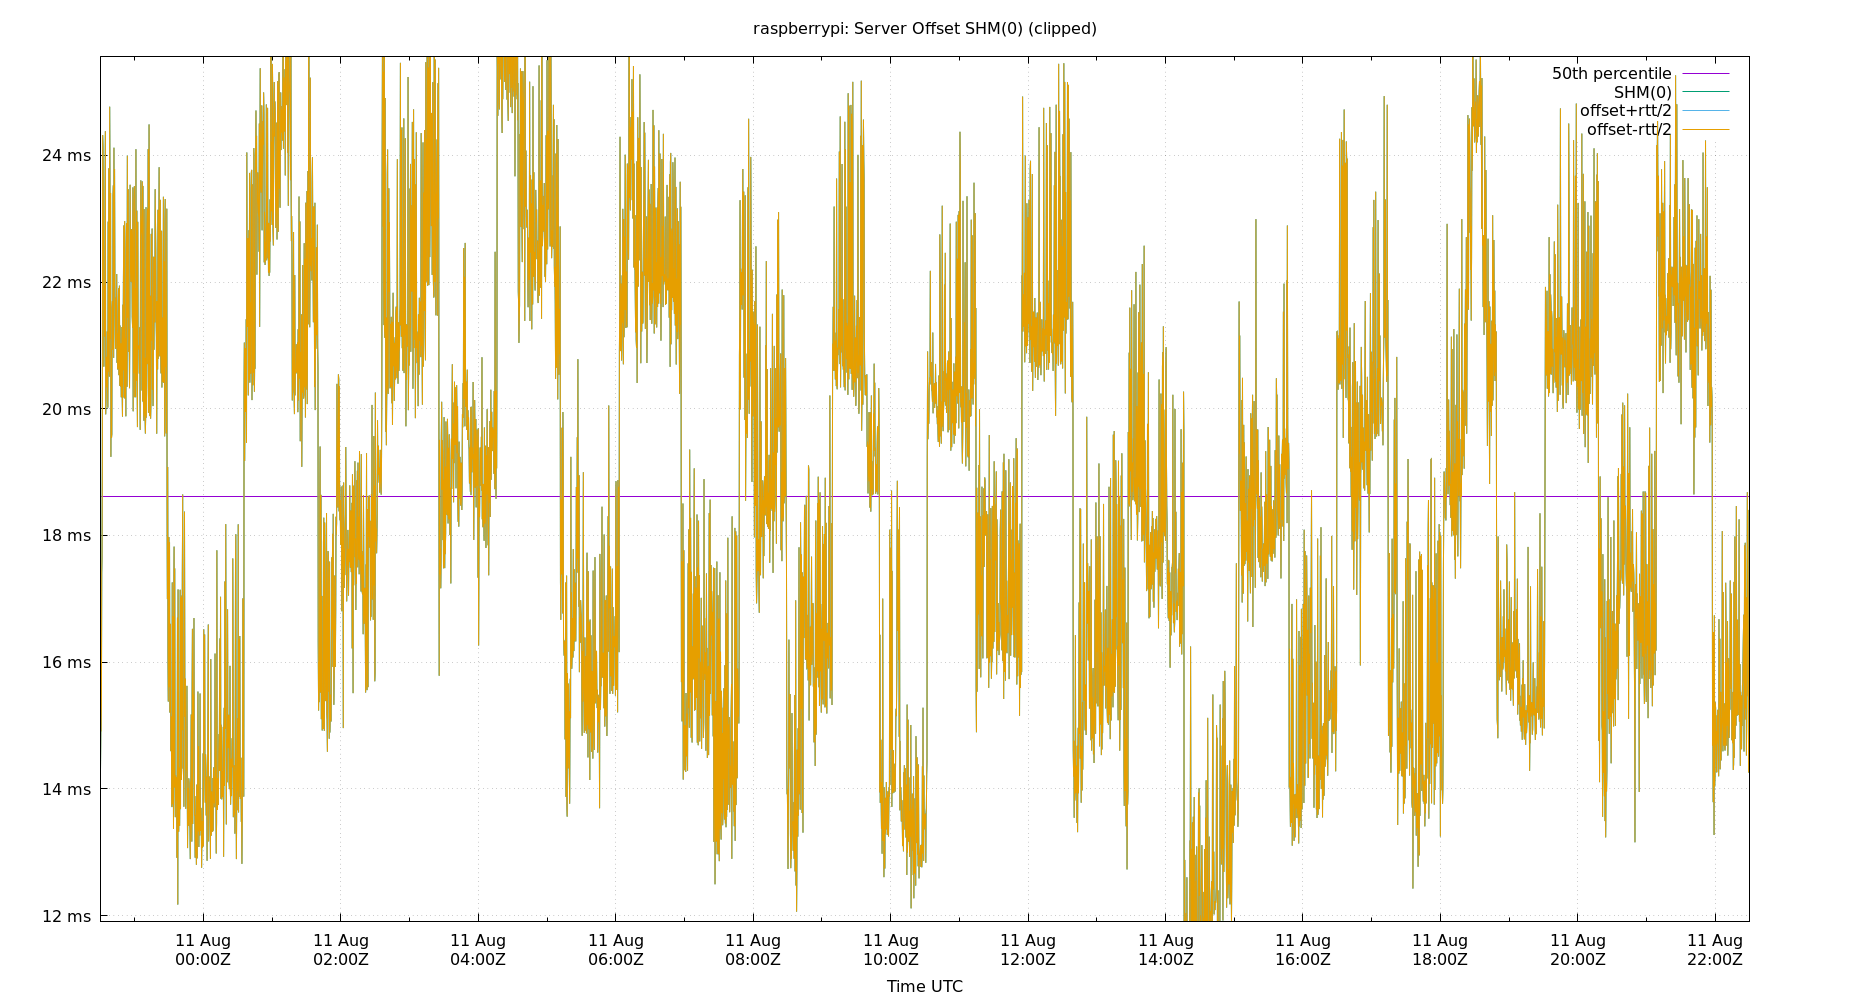 raspberrypi: Server Offset SHM(0) (clipped)
50th percentile
SHM(0)
offset+rtt/2
offset-rtt/2
24 ms
22 ms
20 ms
18 ms
16 ms
14 ms
12 ms
11 Aug 11 Aug 11 Aug 11 Aug 11 Aug 11 Aug 11 Aug 11 Aug 11 Aug 11 Aug 11 Aug 11 Aug
00:00Z 02:00Z 04:00Z 06:00Z 08:00Z 10:00Z 12:00Z 14:00Z 16:00Z 18:00Z 20:00Z 22:00Z
Time UTC